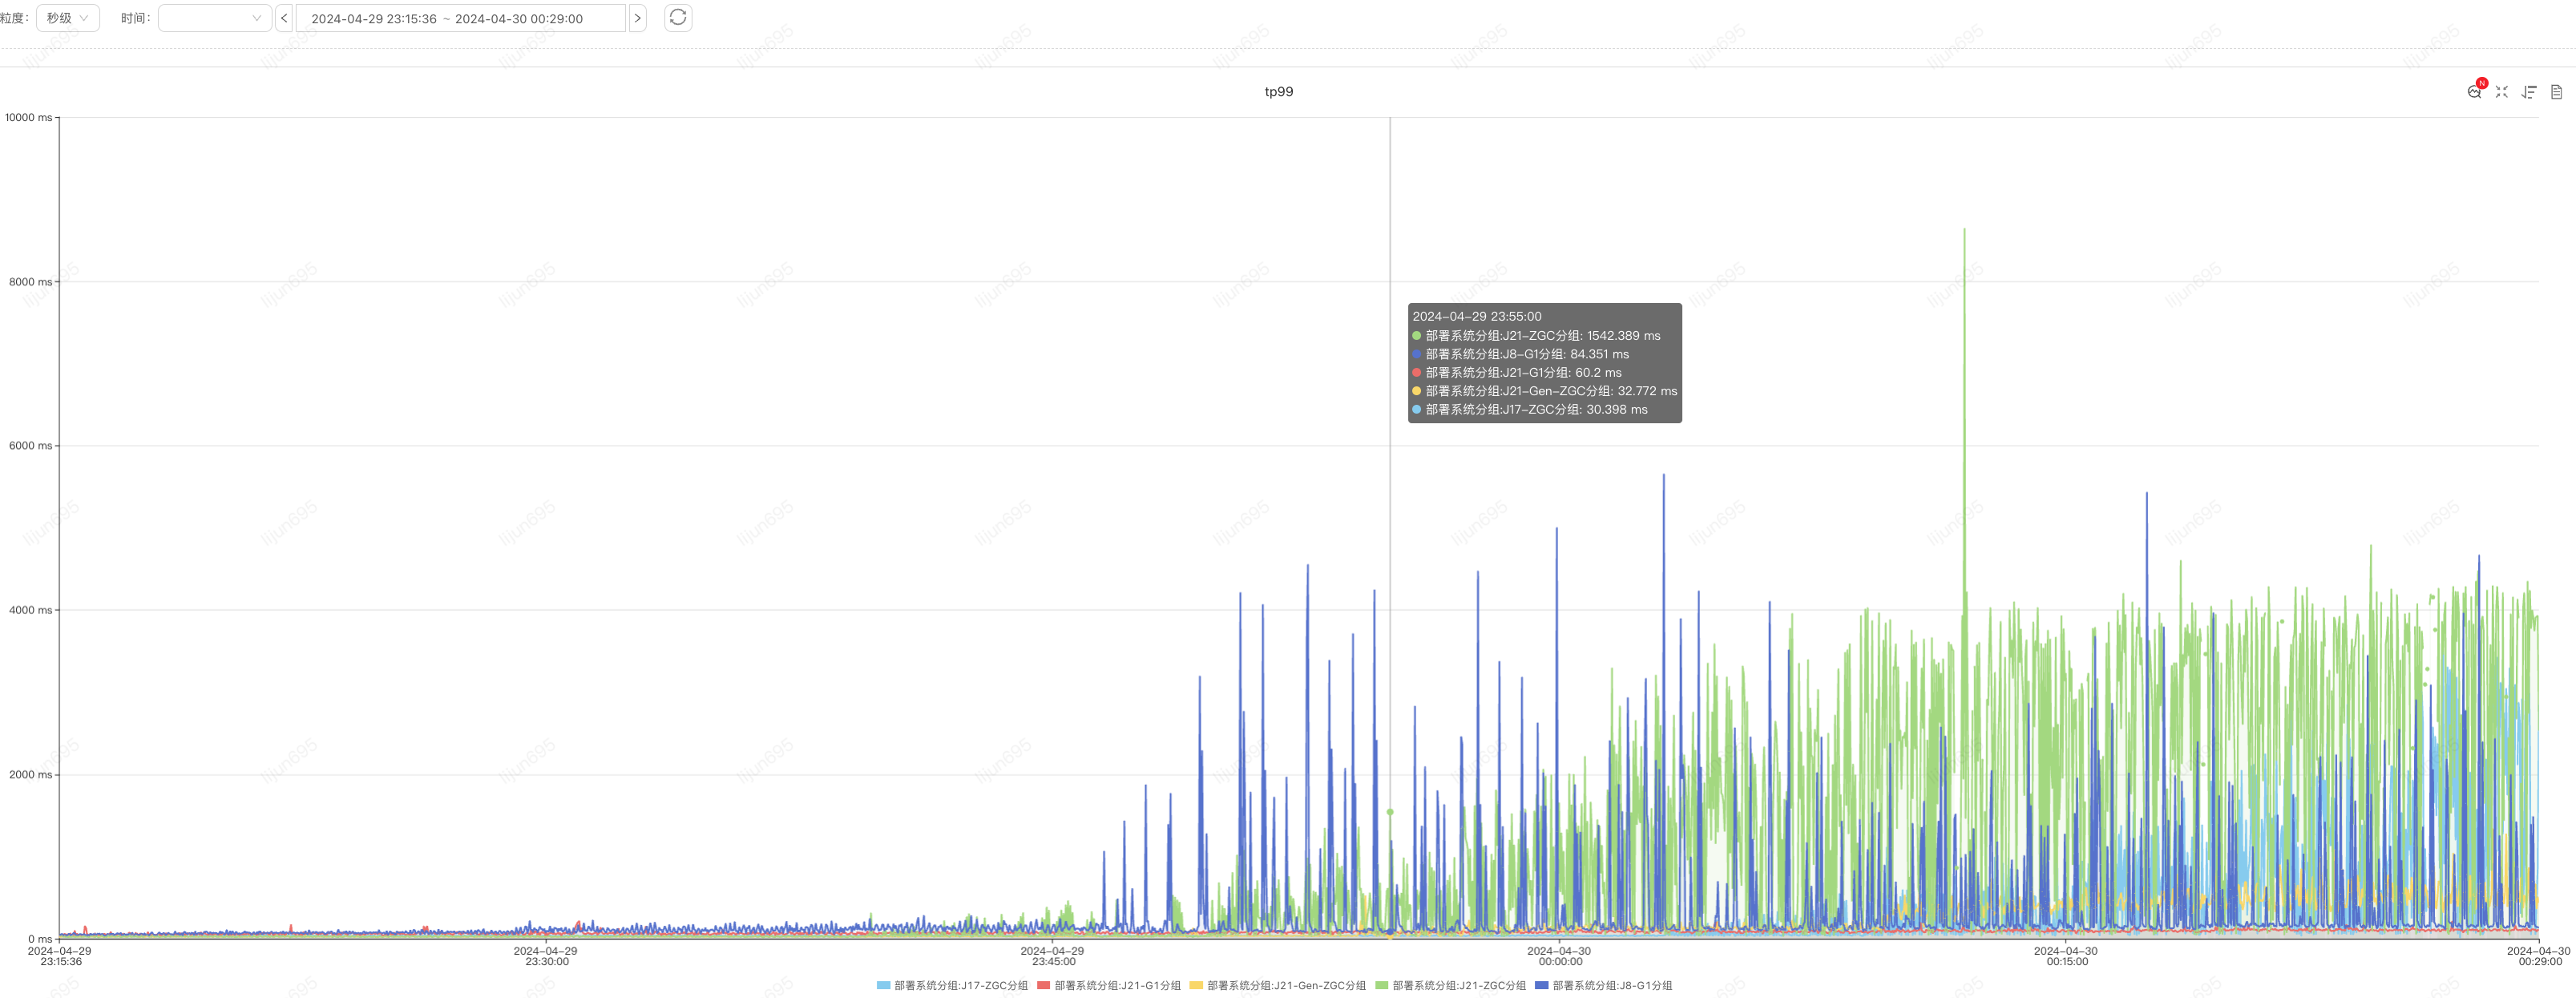 粒度： 秒级 时间： 2024-04-29 23:15:36 ~ 2024-04-30 00:29:00
tp99
N
10000 ms
8000 ms
6000 ms
4000 ms
2000 ms
0 ms
2024-04-29 23:55:00
部署系统分组:J21-ZGC分组: 1542.389 ms
部署系统分组:J8-G1分组: 84.351 ms
部署系统分组:J21-G1分组: 60.2 ms
部署系统分组:J21-Gen-ZGC分组: 32.772 ms
部署系统分组:J17-ZGC分组: 30.398 ms
2024-04-29 23:15:36
2024-04-29 23:30:00
2024-04-29 23:45:00
2024-04-30 00:00:00
2024-04-30 00:15:00
2024-04-30 00:29:00
部署系统分组:J17-ZGC分组 部署系统分组:J21-G1分组 部署系统分组:J21-Gen-ZGC分组 部署系统分组:J21-ZGC分组 部署系统分组:J8-G1分组
lijun695